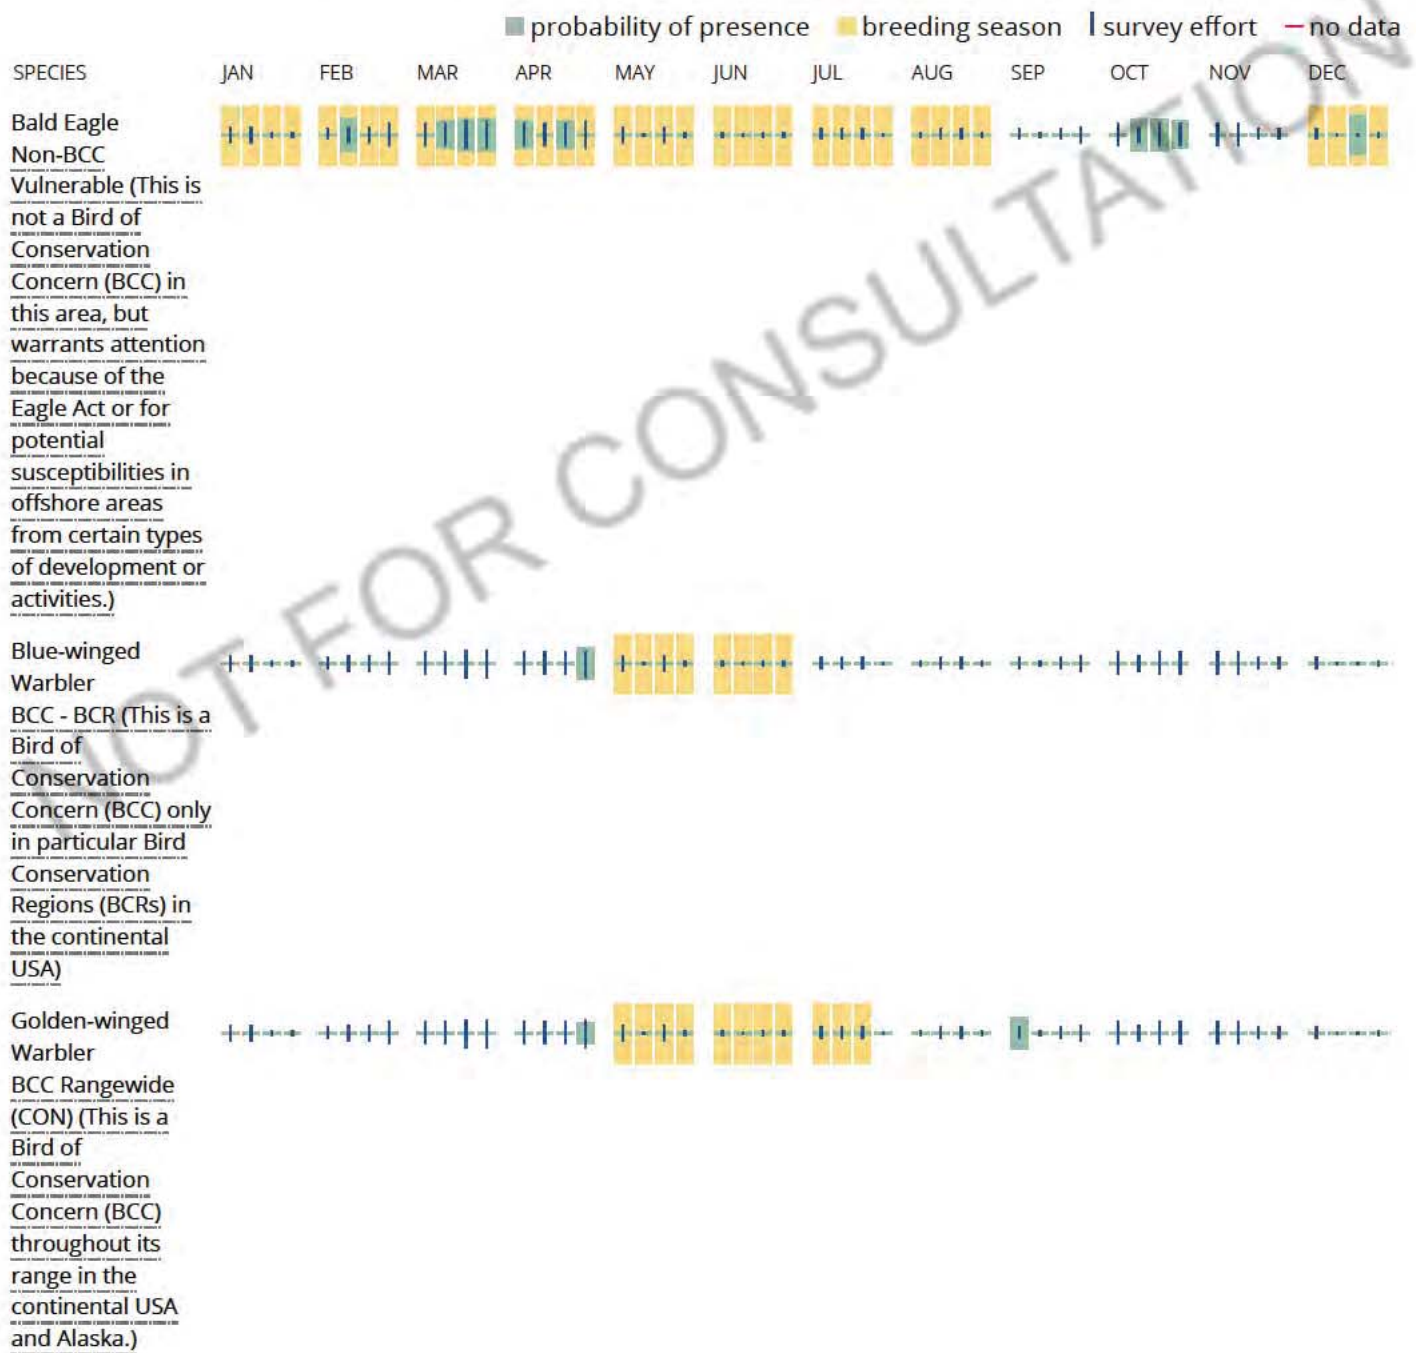 probability of presence breeding season survey effort no data
SPECIES JAN FEB MAR APR MAY JUN JUL AUG SEP OCT NOV DEC
Bald Eagle
Non-BCC
Vulnerable (This is
not a Bird of
Conservation
Concern (BCC) in
this area, but
warrants attention
because of the
Eagle Act or for
potential
susceptibilities in
offshore areas
from certain types
of development or
activities.)
Blue-winged
Warbler
BCC - BCR (This is a
Bird of
Conservation
Concern (BCC) only
in particular Bird
Conservation
Regions (BCRs) in
the continental
USA)
Golden-winged
Warbler
BCC Rangewide
(CON) (This is a
Bird of
Conservation
Concern (BCC)
throughout its
range in the
continental USA
and Alaska.)
NOT FOR CONSULTATION